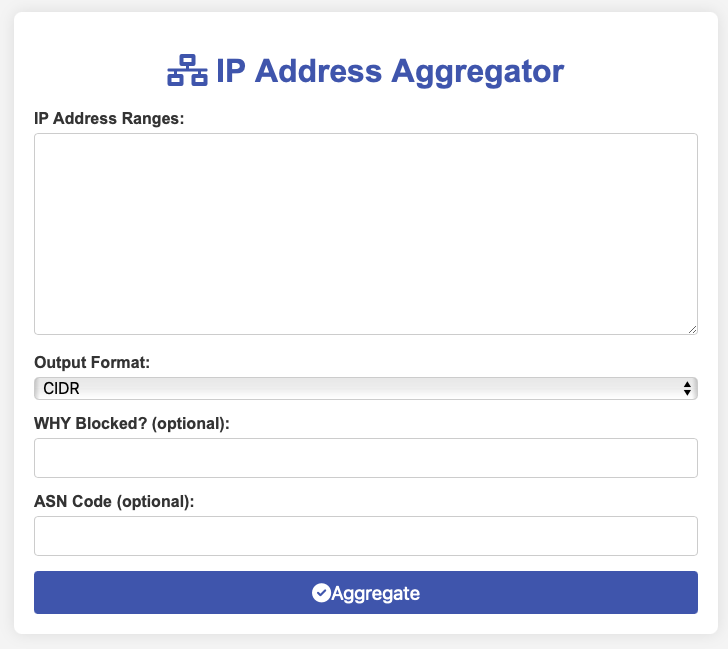 IP Address Aggregator
IP Address Ranges:
Output Format:
CIDR
WHY Blocked? (optional):
ASN Code (optional):
Aggregate